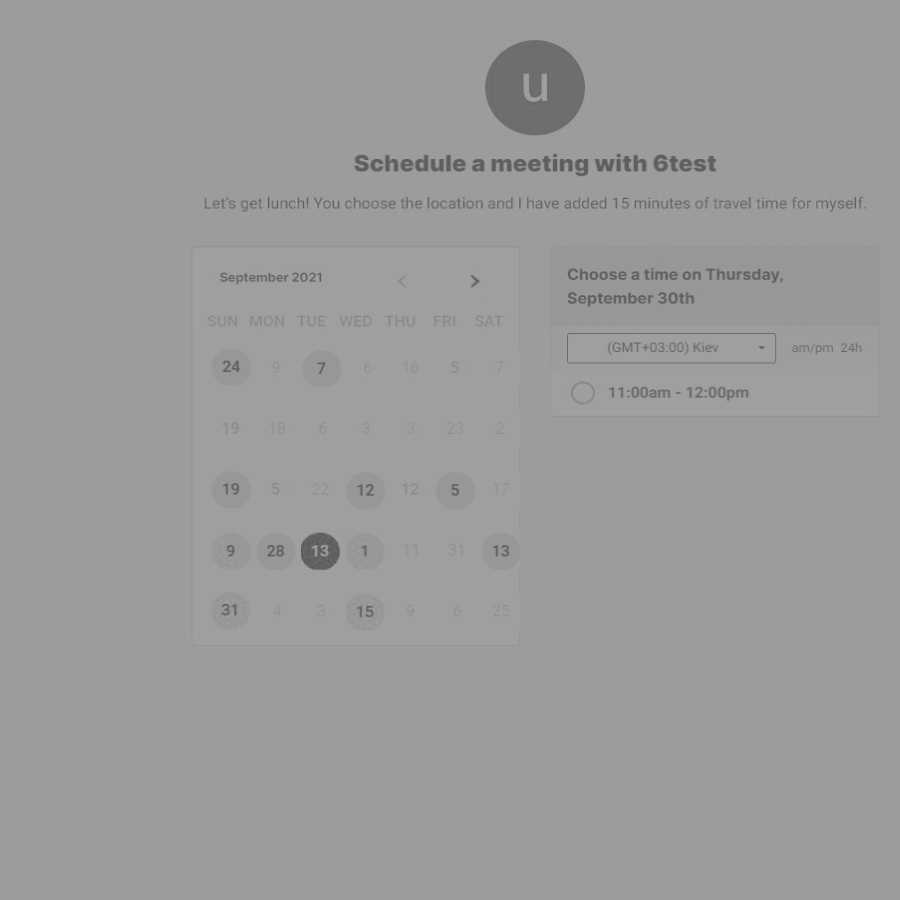 u
Schedule a meeting with 6test
Let's get lunch! You choose the location and I have added 15 minutes of travel time for myself.
September 2021
SUN MON TUE WED THU FRI SAT
24 9 7 6 16 5 7
19 18 6 3 3 23 2
19 5 22 12 12 5 17
9 28 13 1 11 31 13
31 4 3 15 9 6 25
Choose a time on Thursday,
September 30th
(GMT+03:00) Kiev am/pm 24h
11:00am - 12:00pm